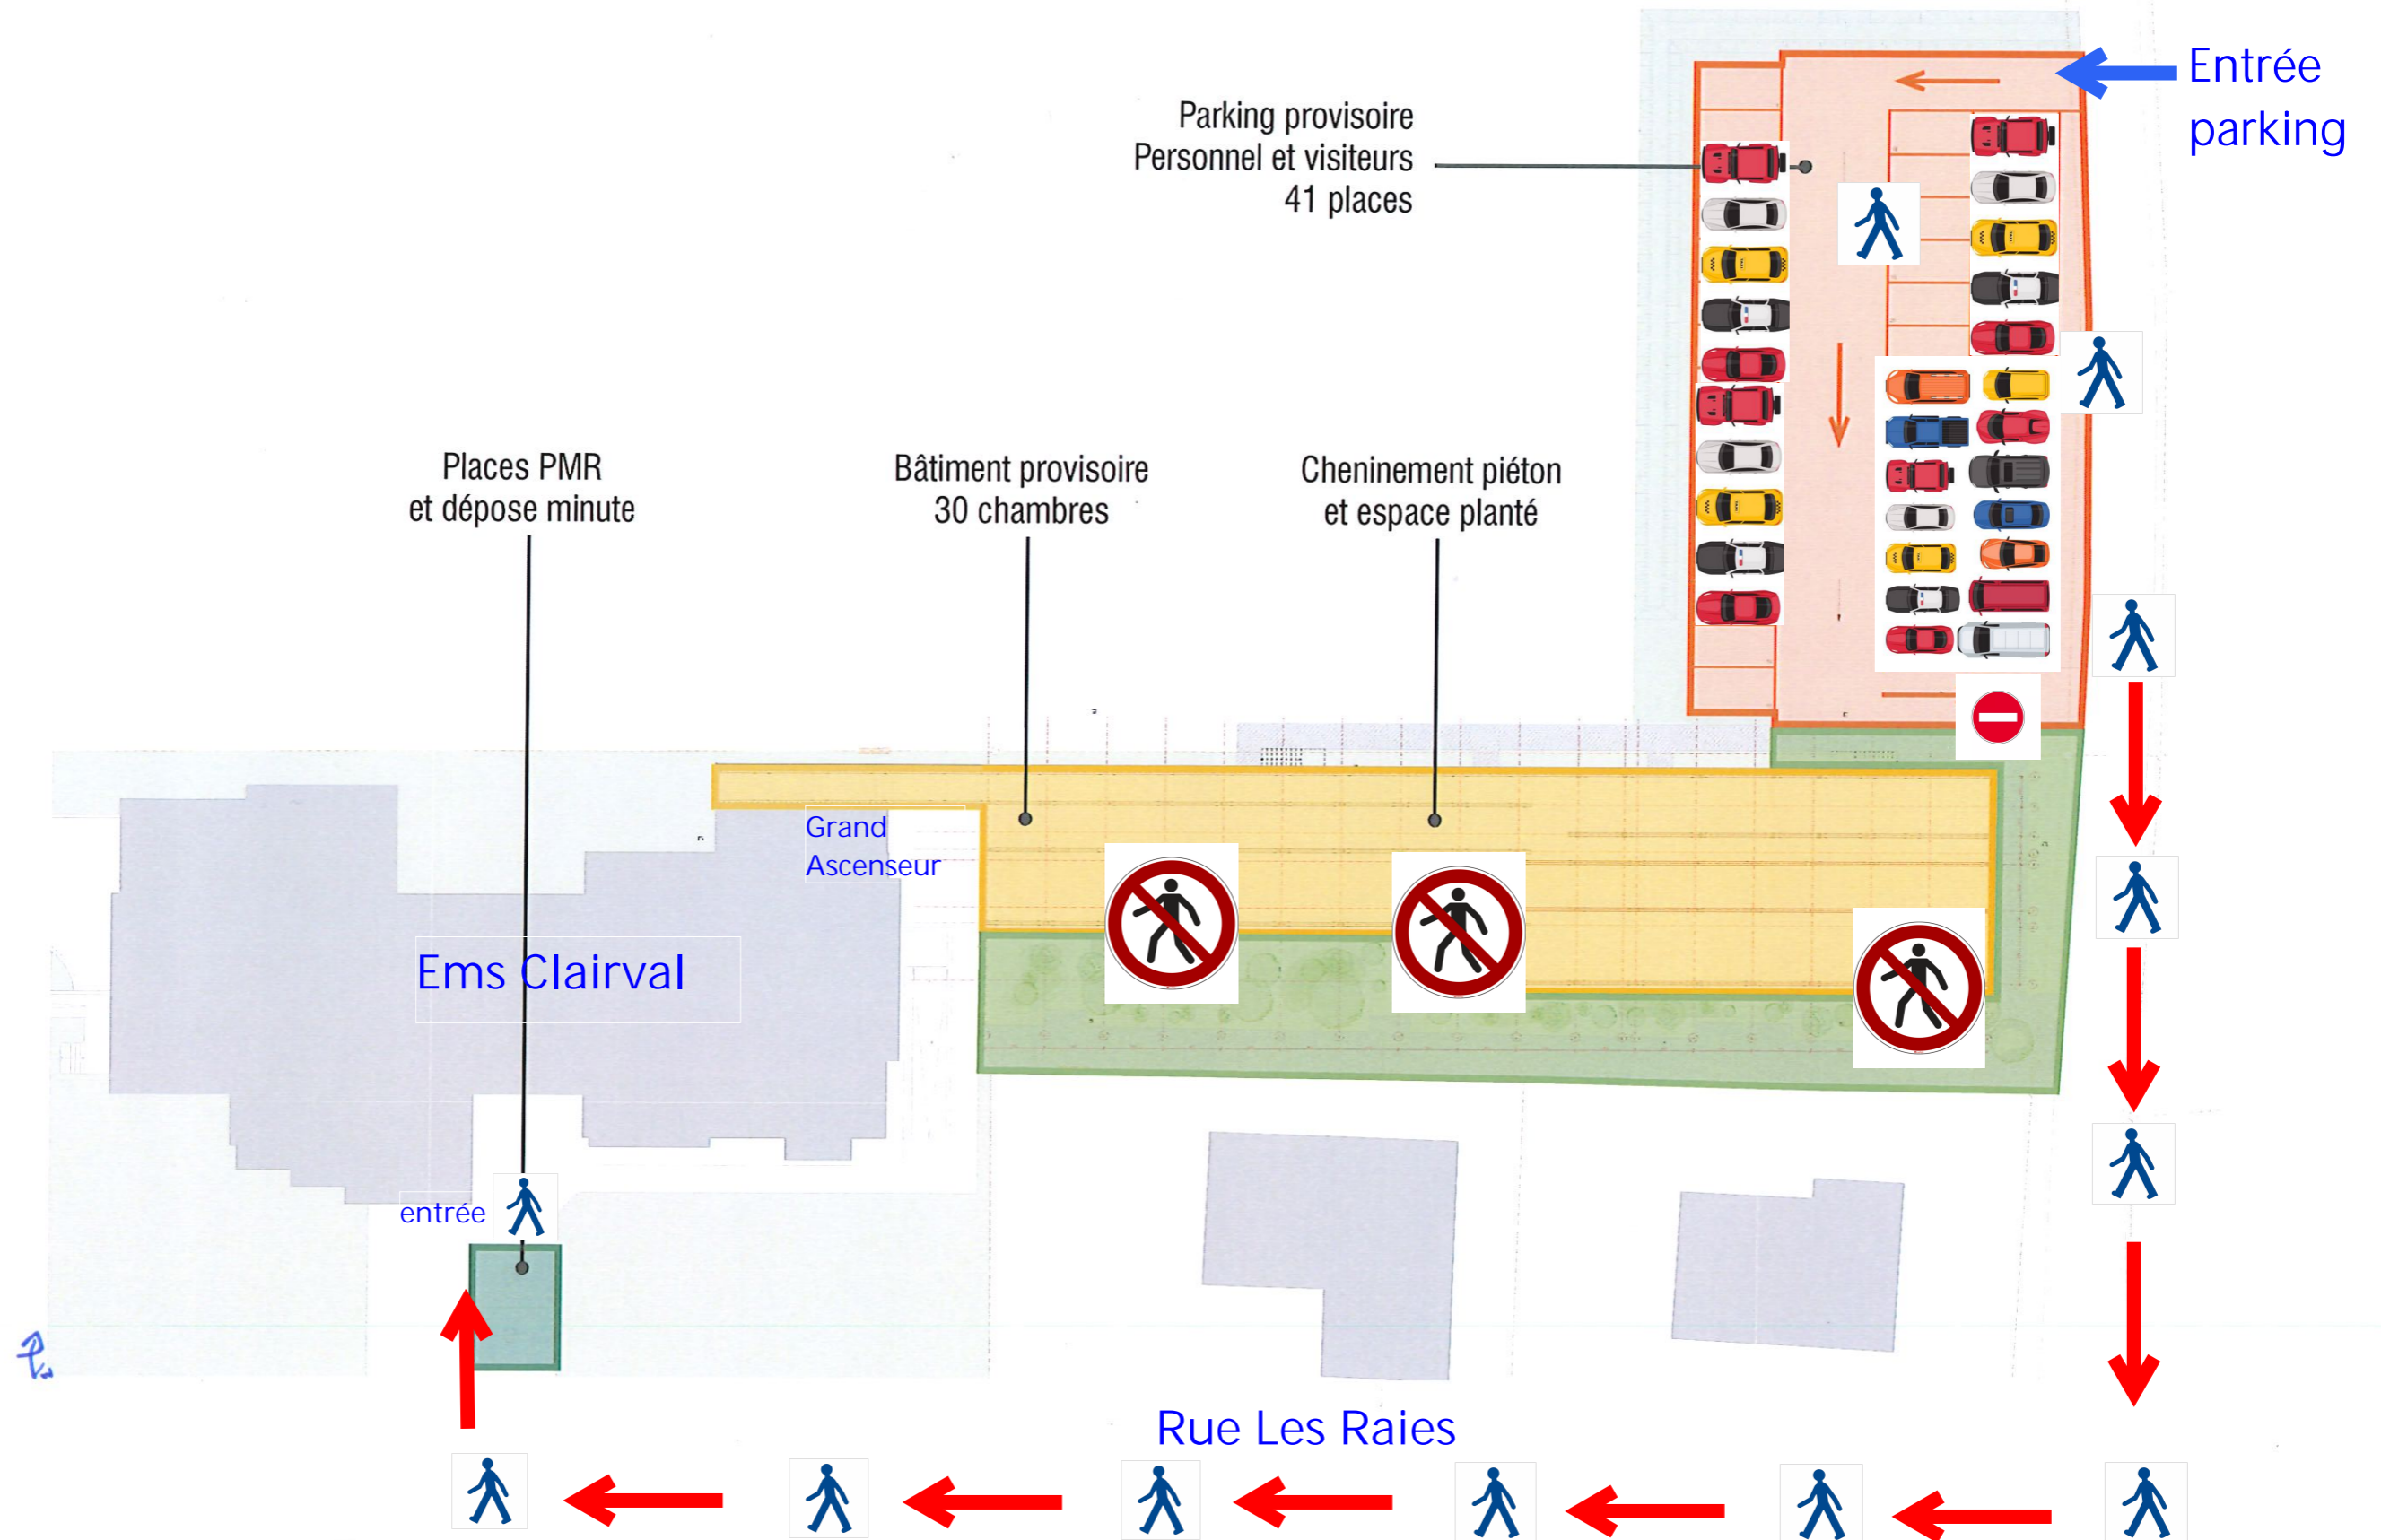 Entrée
parking
Parking provisoire
Personnel et visiteurs
41 places
Places PMR
et dépose minute
Bâtiment provisoire
30 chambres
Cheninement piéton
et espace planté
Grand
Ascenseur
Ems Clairval
entrée
Rue Les Raies